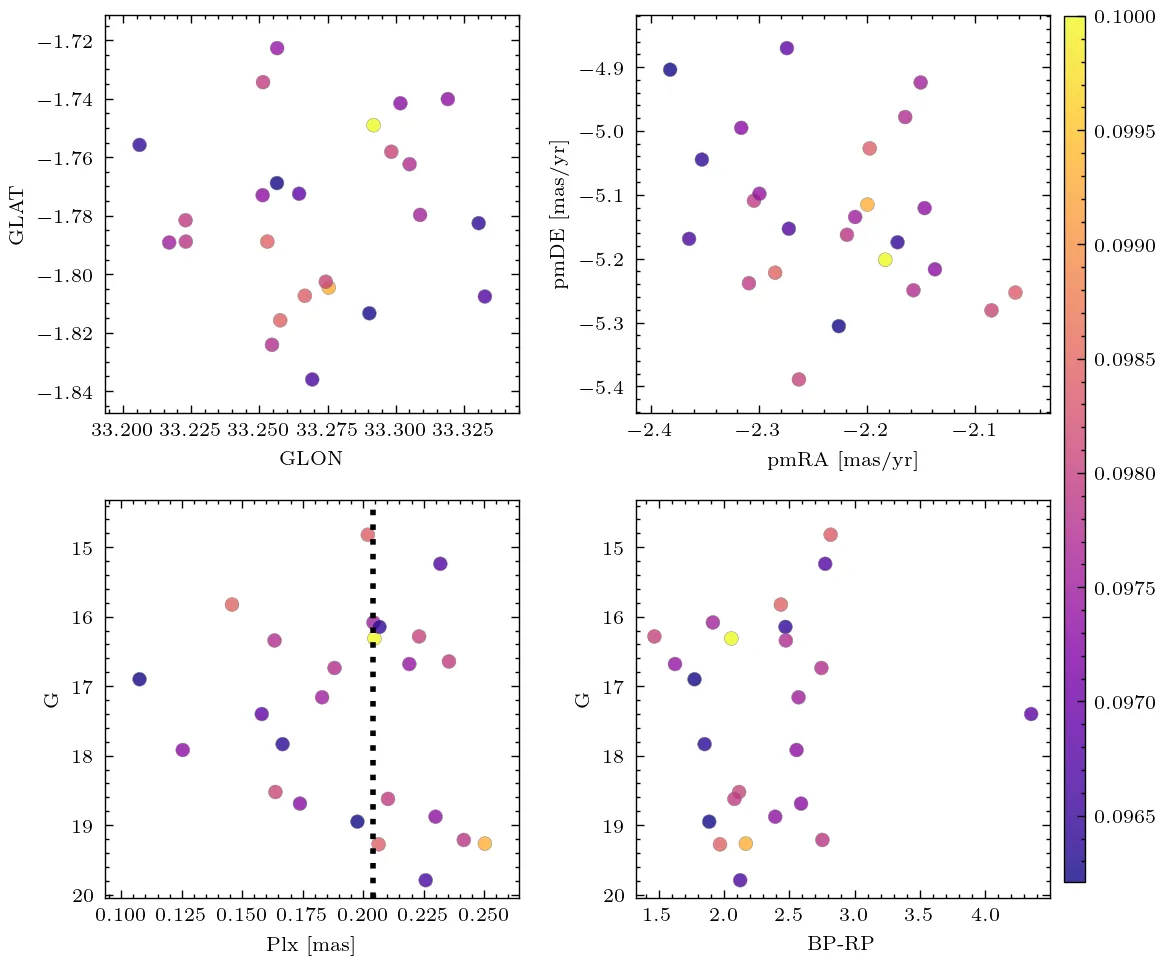 −1.72
−1.74
−1.76
−1.78
−1.80
−1.82
−1.84
GLAT
33.200 33.225 33.250 33.275 33.300 33.325
GLON
−4.9
−5.0
−5.1
−5.2
−5.3
−5.4
pmDE [mas/yr]
−2.4 −2.3 −2.2 −2.1
pmRA [mas/yr]
15
16
17
18
19
20
G
0.100 0.125 0.150 0.175 0.200 0.225 0.250
Plx [mas]
15
16
17
18
19
20
G
1.5 2.0 2.5 3.0 3.5 4.0
BP-RP
0.1000
0.0995
0.0990
0.0985
0.0980
0.0975
0.0970
0.0965